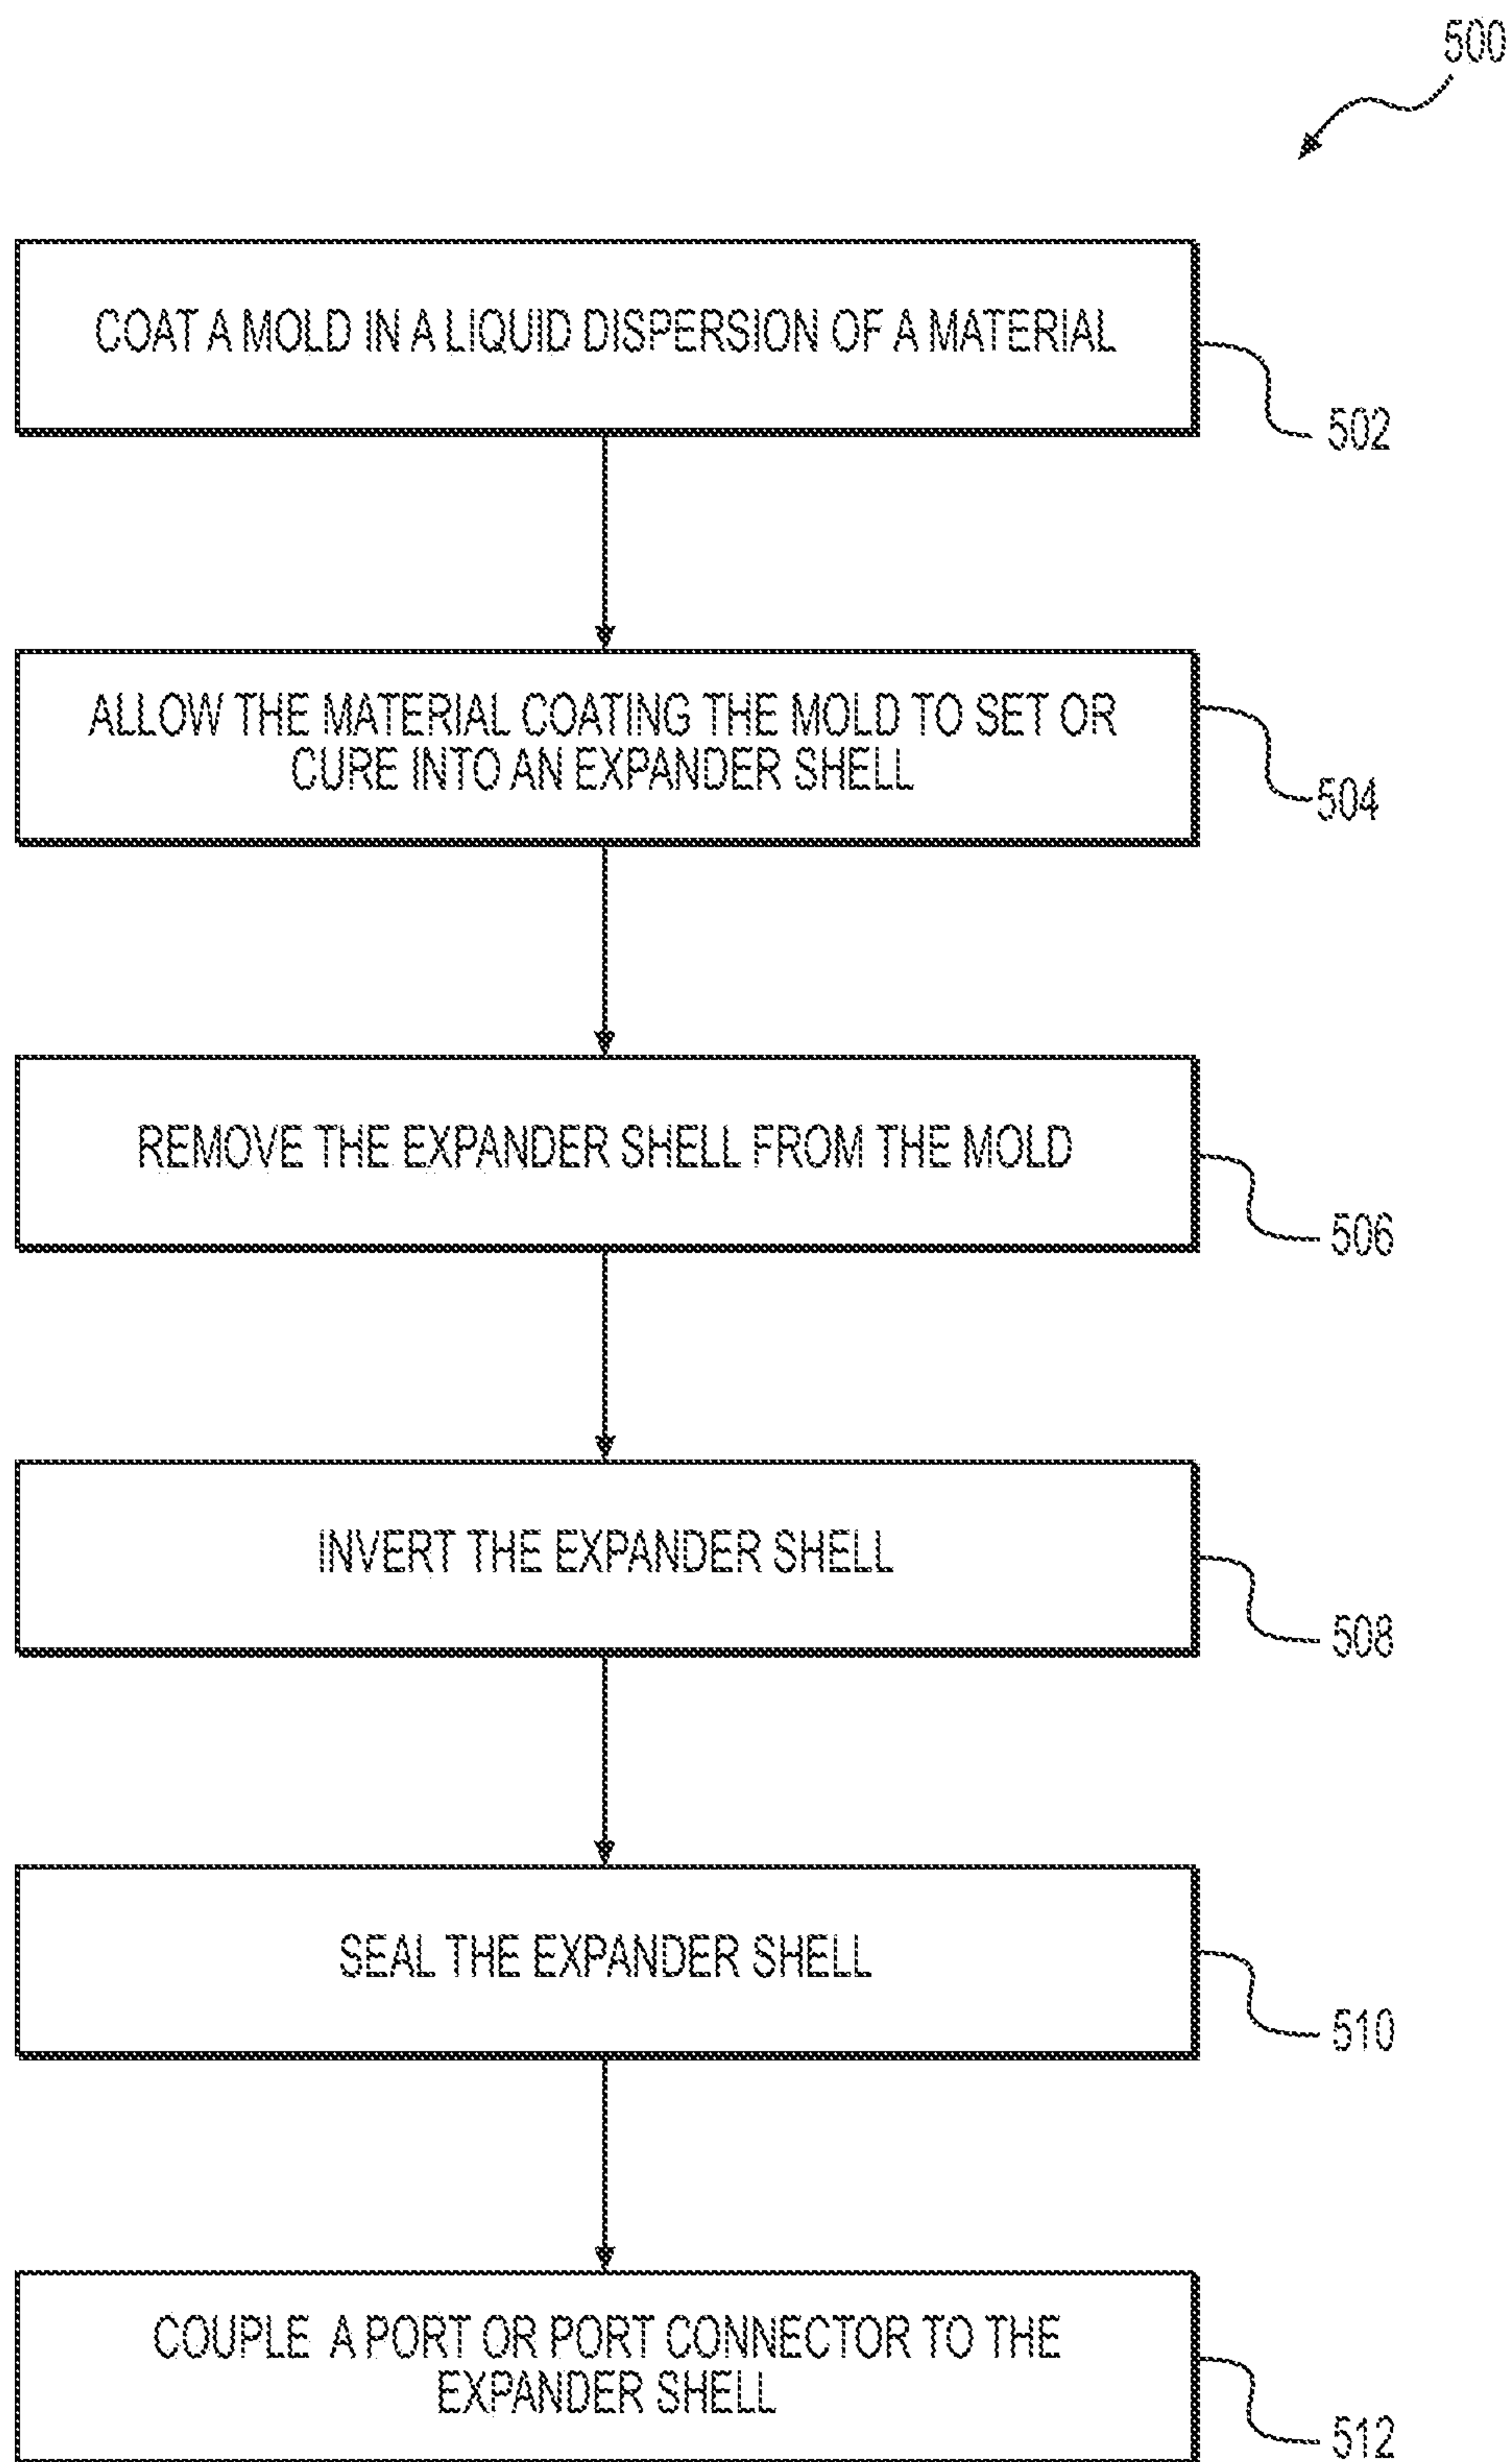 500
COAT A MOLD IN A LIQUID DISPERSION OF A MATERIAL
502
ALLOW THE MATERIAL COATING THE MOLD TO SET OR
CURE INTO AN EXPANDER SHELL
504
REMOVE THE EXPANDER SHELL FROM THE MOLD
506
INVERT THE EXPANDER SHELL
508
SEAL THE EXPANDER SHELL
510
COUPLE A PORT OR PORT CONNECTOR TO THE
EXPANDER SHELL
512